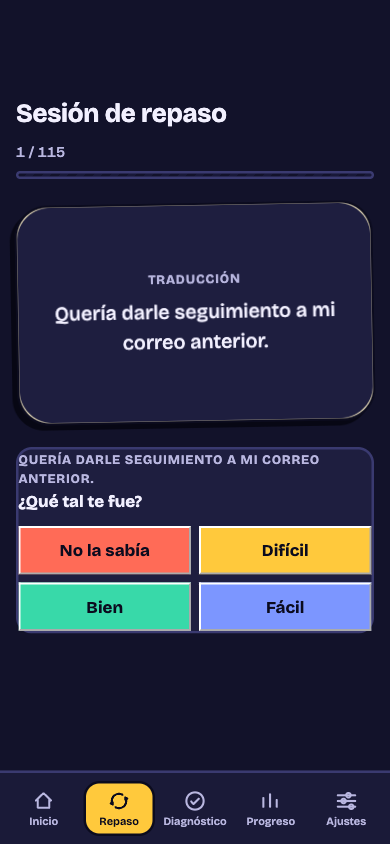 Sesión de repaso
1 / 115
TRADUCCIÓN
Quería darle seguimiento a mi
correo anterior.
QUERÍA DARLE SEGUIMIENTO A MI CORREO
ANTERIOR.
¿Qué tal te fue?
No la sabía
Difícil
Bien
Fácil
Inicio
Repaso
Diagnóstico
Progreso
Ajustes